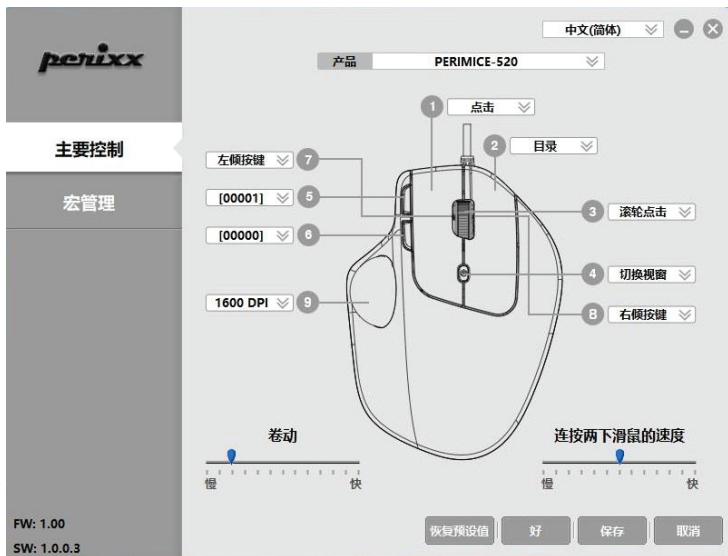 中文(简体)
perixx
产品 PERIMICE-520
1 点击
2 目录
主要控制
左倾按键 7
宏管理
[00001] 5
3 滚轮点击
[00000] 6
4 切换视窗
1600 DPI 9
8 右倾按键
卷动
连按两下滑鼠的速度
慢 快
慢 快
FW: 1.00
SW: 1.0.0.3
恢复预设值 好 保存 取消